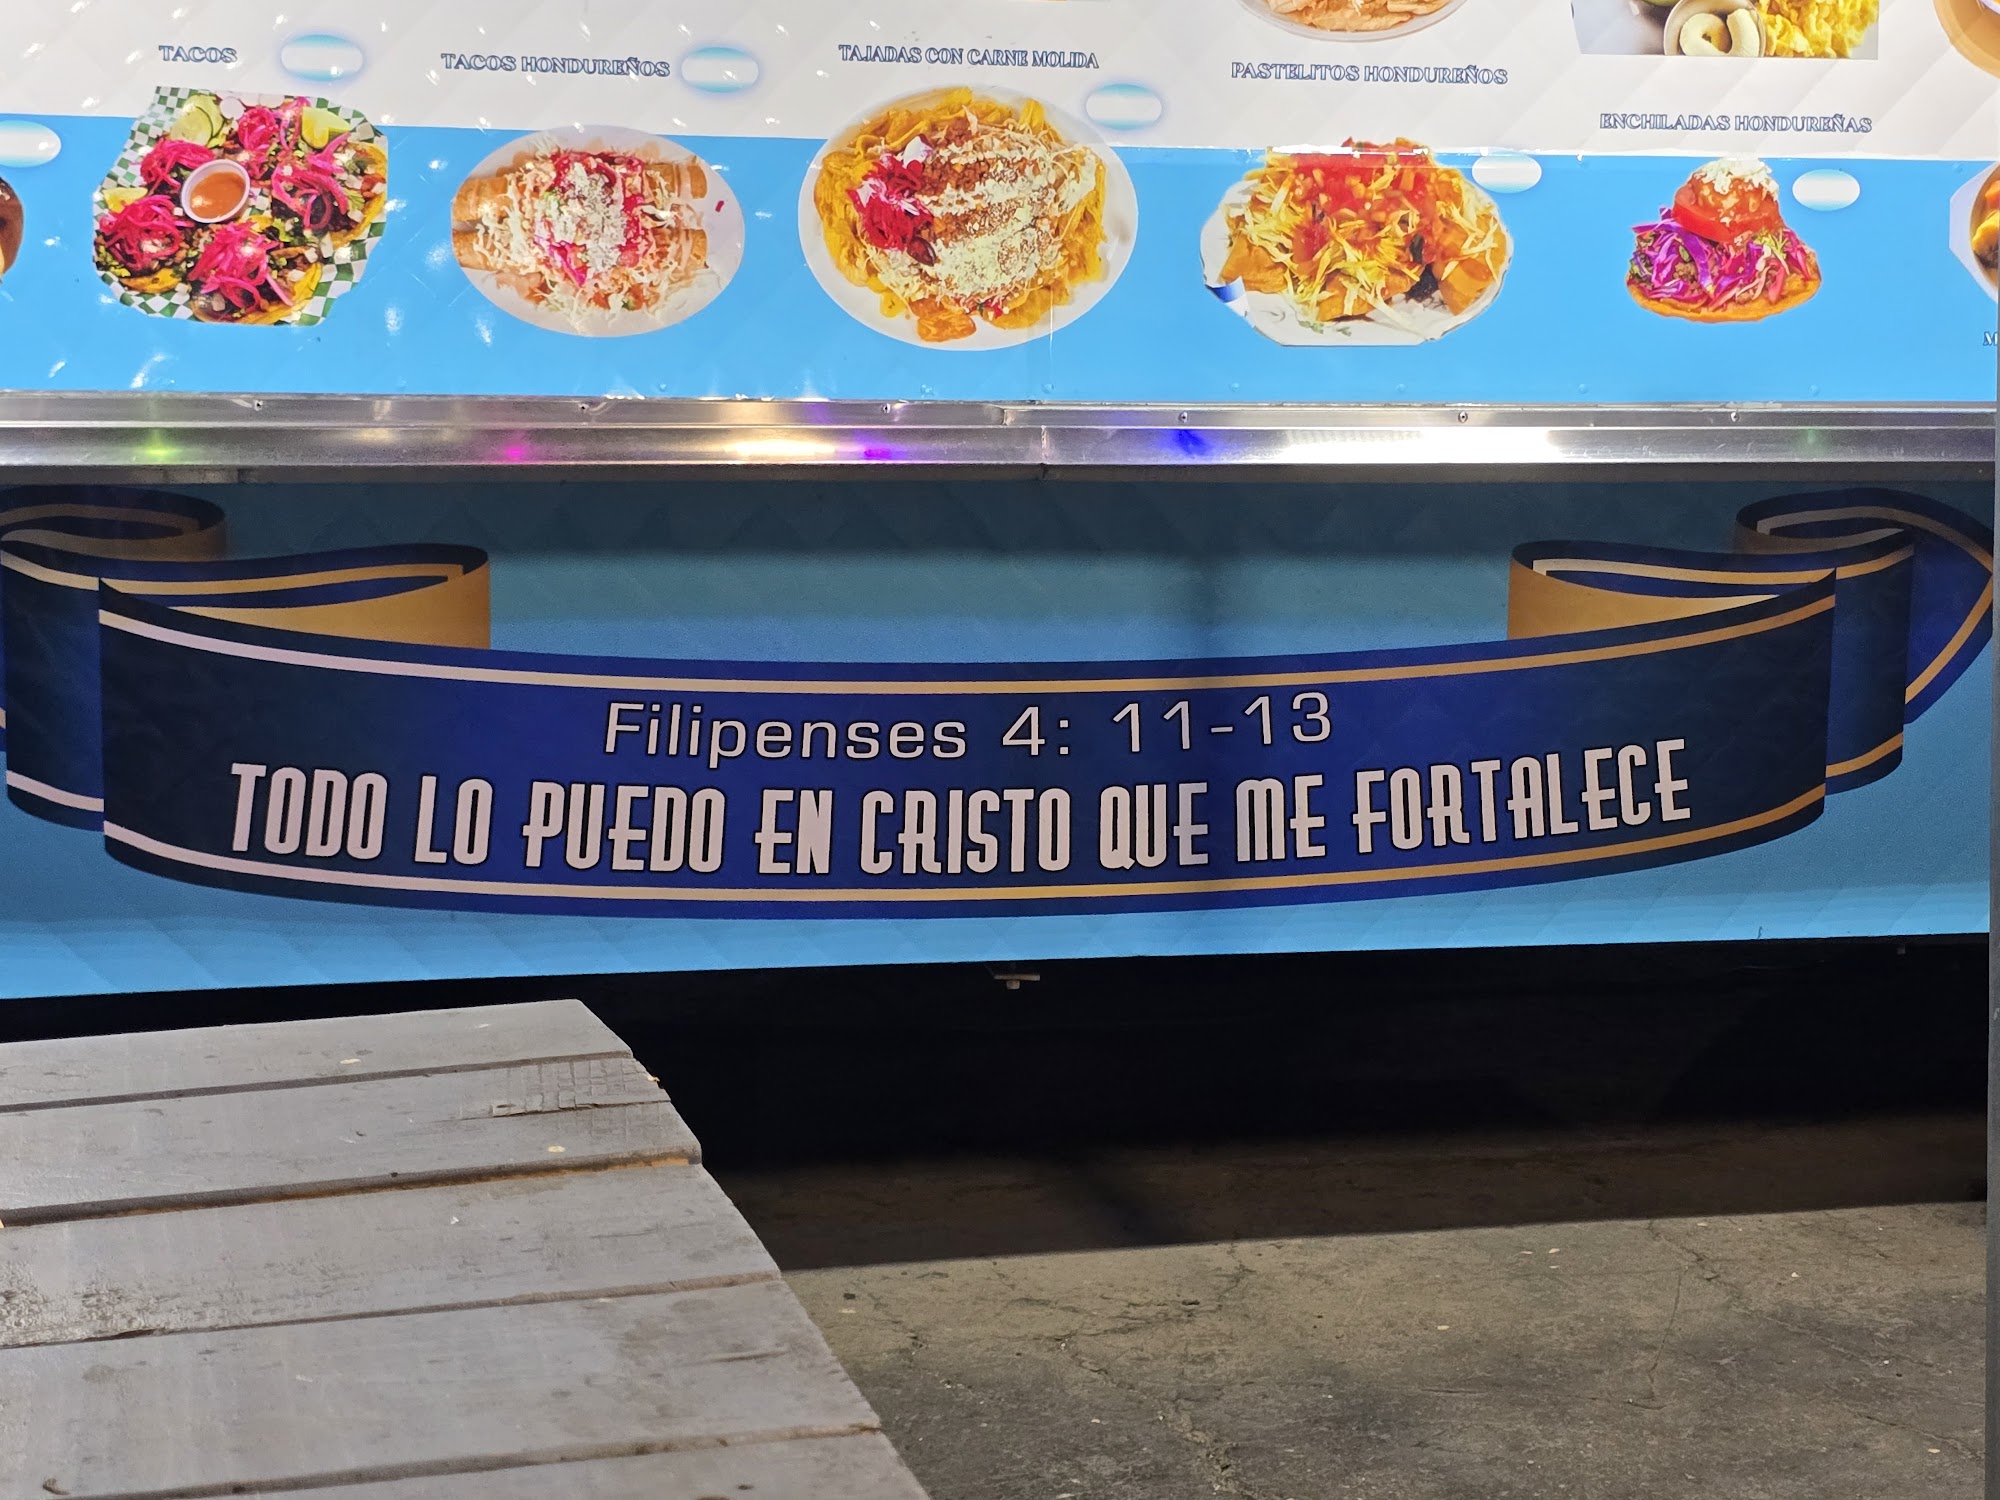 TACOS
TACOS HONDUREÑOS
TAJADAS CON CARNE MOLIDA
PASTELITOS HONDUREÑOS
ENCHILADAS HONDUREÑAS
Filipenses 4: 11-13
TODO LO PUEDO EN CRISTO QUE ME FORTALECE